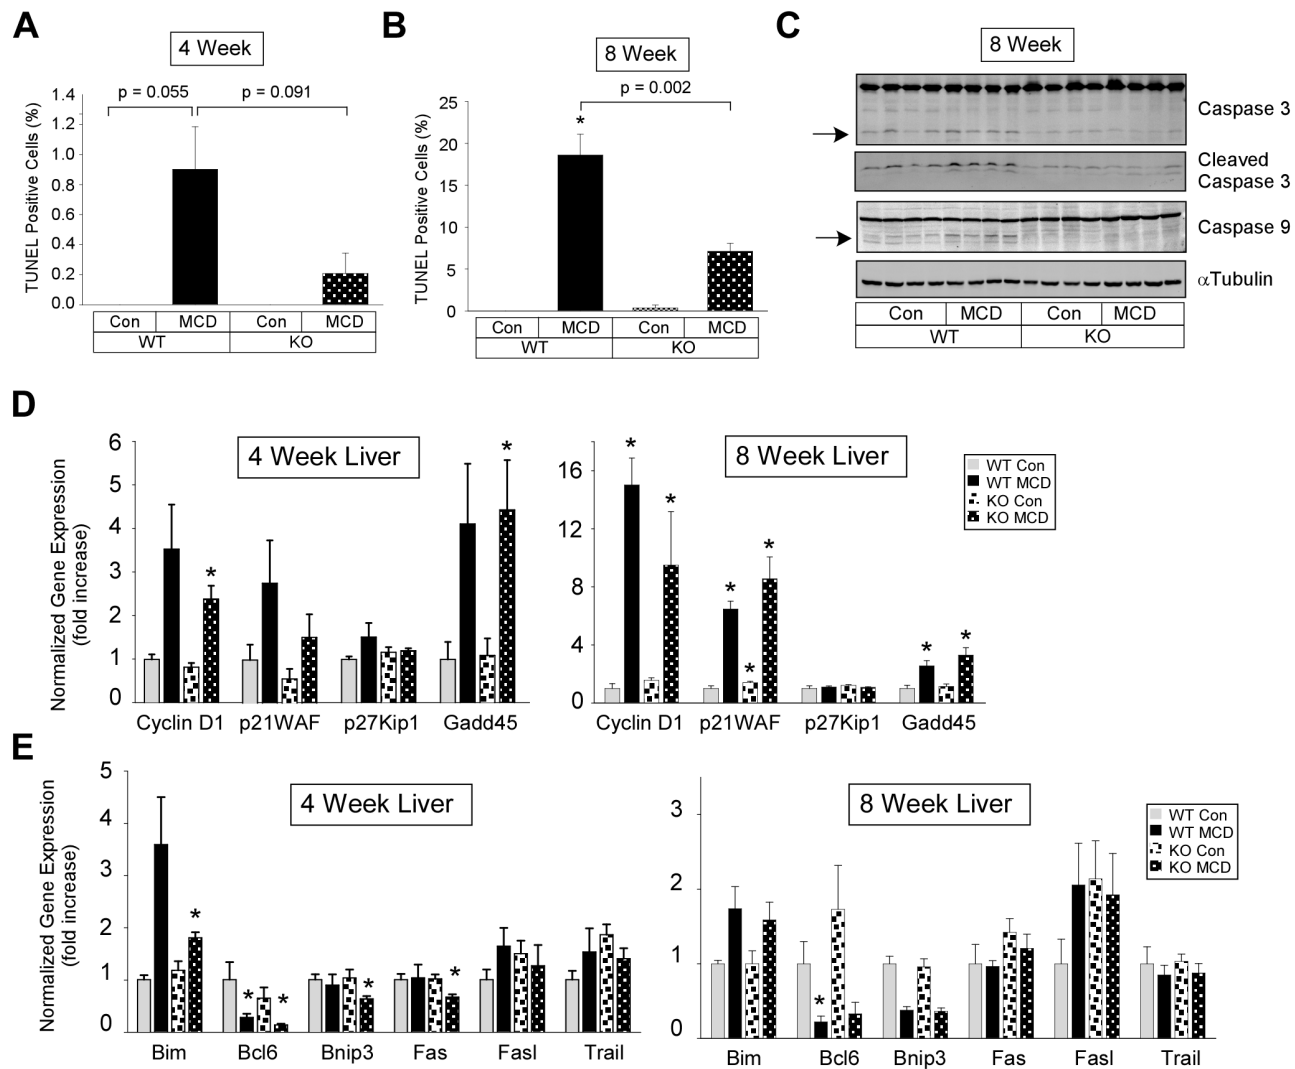 A
4 Week
p = 0.055
p = 0.091
TUNEL Positive Cells (%)
1.4
1.2
1.0
0.8
0.6
0.4
0.2
0.0
Con MCD Con MCD
WT KO
B
8 Week
p = 0.002
*
TUNEL Positive Cells (%)
25
20
15
10
5
0
Con MCD Con MCD
WT KO
C
8 Week
Caspase 3
Cleaved
Caspase 3
Caspase 9
αTubulin
Con MCD Con MCD
WT KO
D
4 Week Liver
Normalized Gene Expression
(fold increase)
6
5
4
3
2
1
0
* *
Cyclin D1 p21WAF p27Kip1 Gadd45
8 Week Liver
16
12
8
4
0
* * * * * * *
Cyclin D1 p21WAF p27Kip1 Gadd45
WT Con
WT MCD
KO Con
KO MCD
E
4 Week Liver
Normalized Gene Expression
(fold increase)
5
4
3
2
1
0
* * * * *
Bim Bcl6 Bnip3 Fas Fasl Trail
8 Week Liver
3
2
1
0
*
Bim Bcl6 Bnip3 Fas Fasl Trail
WT Con
WT MCD
KO Con
KO MCD